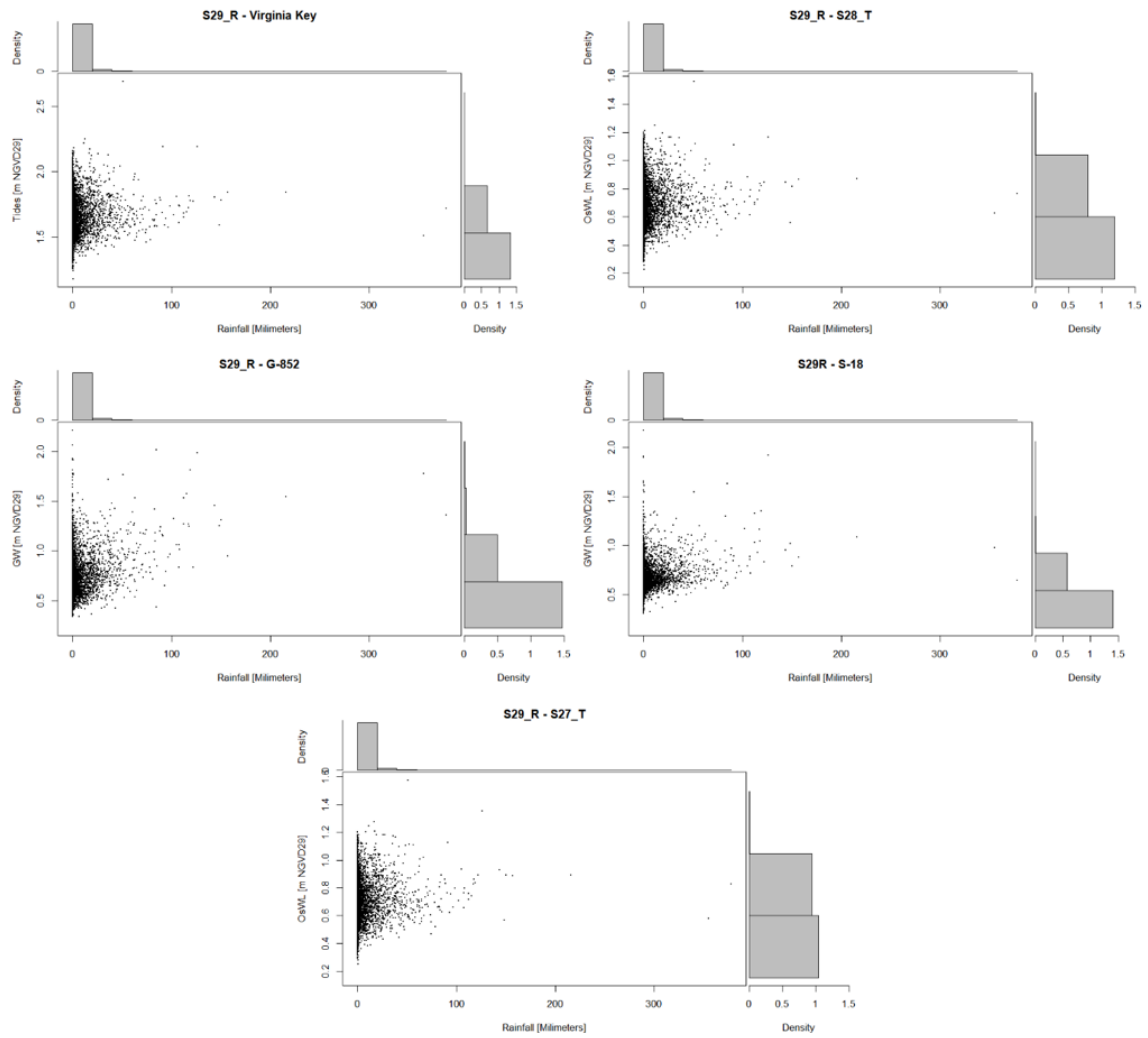 S29_R - Virginia Key
Density
0
Tides [m NGVD29]
2.5
2.0
1.5
0 100 300
Rainfall [Milimeters]
0 0.5 1 1.5
Density
S29_R - S28_T
Density
0
OsWL [m NGVD29]
1.6
1.4
1.2
1.0
0.8
0.6
0.4
0.2
0 100 300
Rainfall [Milimeters]
0 0.5 1 1.5
Density
S29_R - G-852
Density
0
GW [m NGVD29]
2.0
1.5
1.0
0.5
0 100 300
Rainfall [Milimeters]
0 0.5 1 1.5
Density
S29R - S-18
Density
0
GW [m NGVD29]
2.0
1.5
1.0
0.5
0 100 300
Rainfall [Milimeters]
0 0.5 1 1.5
Density
S29_R - S27_T
Density
0
OsWL [m NGVD29]
1.6
1.4
1.2
1.0
0.8
0.6
0.4
0.2
0 100 300
Rainfall [Milimeters]
0 0.5 1 1.5
Density